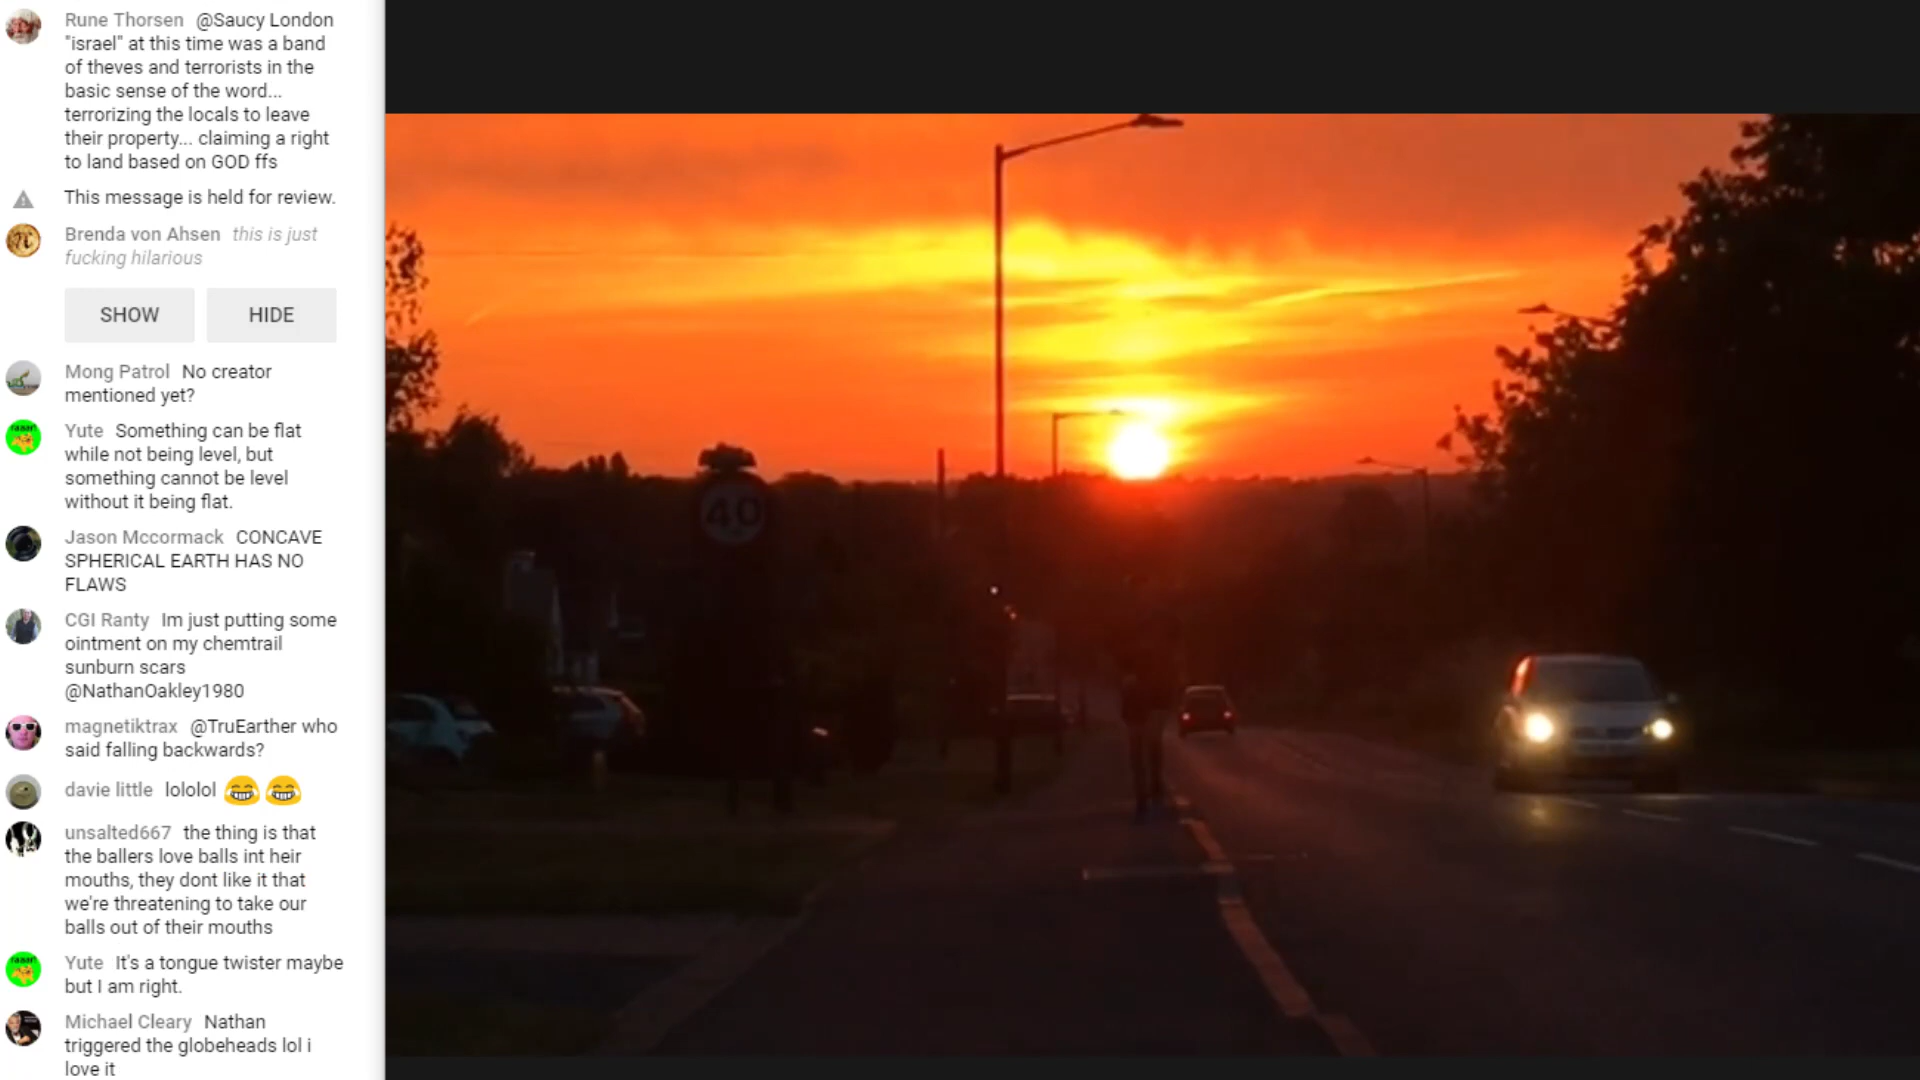 Rune Thorsen @Saucy London
"israel" at this time was a band
of theves and terrorists in the
basic sense of the word...
terrorizing the locals to leave
their property... claiming a right
to land based on GOD ffs
This message is held for review.
Brenda von Ahsen this is just
fucking hilarious
SHOW HIDE
Mong Patrol No creator
mentioned yet?
Yute Something can be flat
while not being level, but
something cannot be level
without it being flat.
Jason Mccormack CONCAVE
SPHERICAL EARTH HAS NO
FLAWS
CGI Ranty Im just putting some
ointment on my chemtrail
sunburn scars
@NathanOakley1980
magnetiktrax @TruEarther who
said falling backwards?
davie little lololol 😂😂
unsalted667 the thing is that
the ballers love balls int heir
mouths, they dont like it that
we're threatening to take our
balls out of their mouths
Yute It's a tongue twister maybe
but I am right.
Michael Cleary Nathan
triggered the globeheads lol i
love it
40